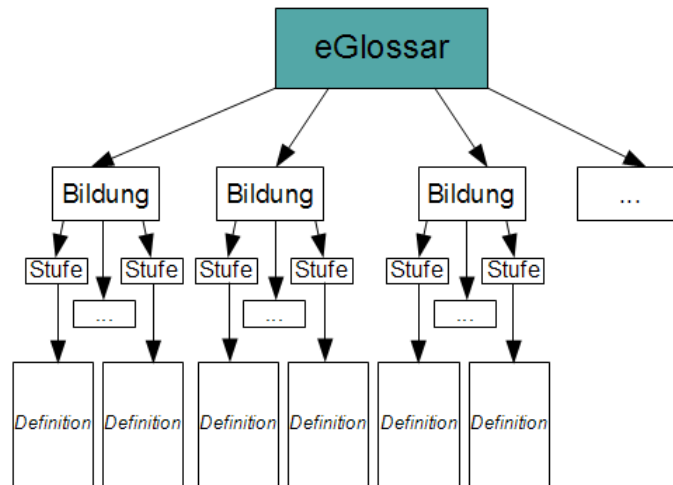 eGlossar
Bildung Bildung Bildung ...
Stufe Stufe Stufe Stufe Stufe Stufe
... ... ...
Definition Definition Definition Definition Definition Definition